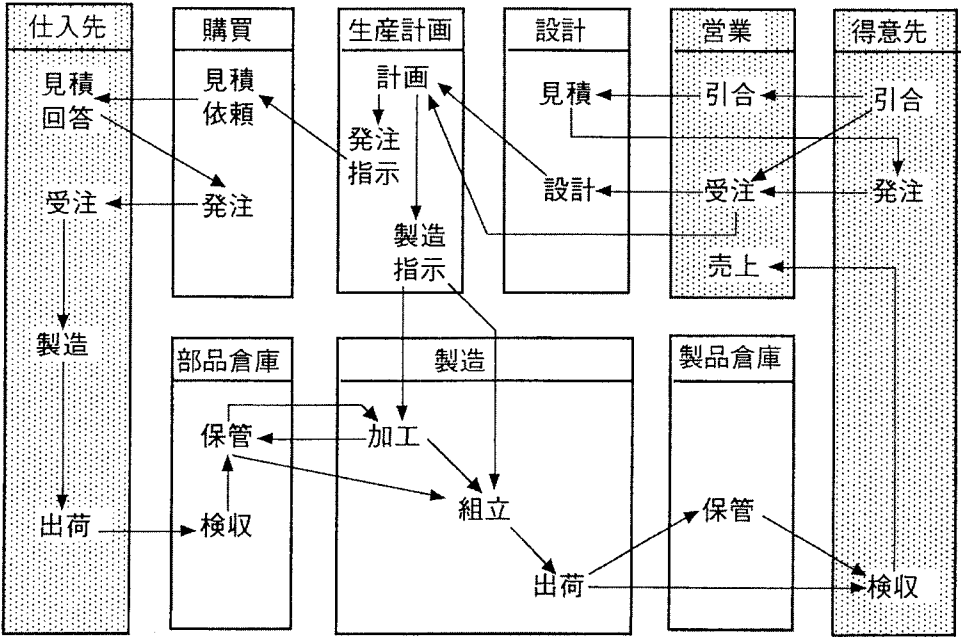 仕入先
見積
回答
受注
製造
出荷
購買
見積
依頼
発注
生産計画
計画
発注
指示
製造
指示
設計
見積
設計
営業
引合
受注
売上
得意先
引合
発注
検収
部品倉庫
保管
検収
製造
加工
組立
出荷
製品倉庫
保管